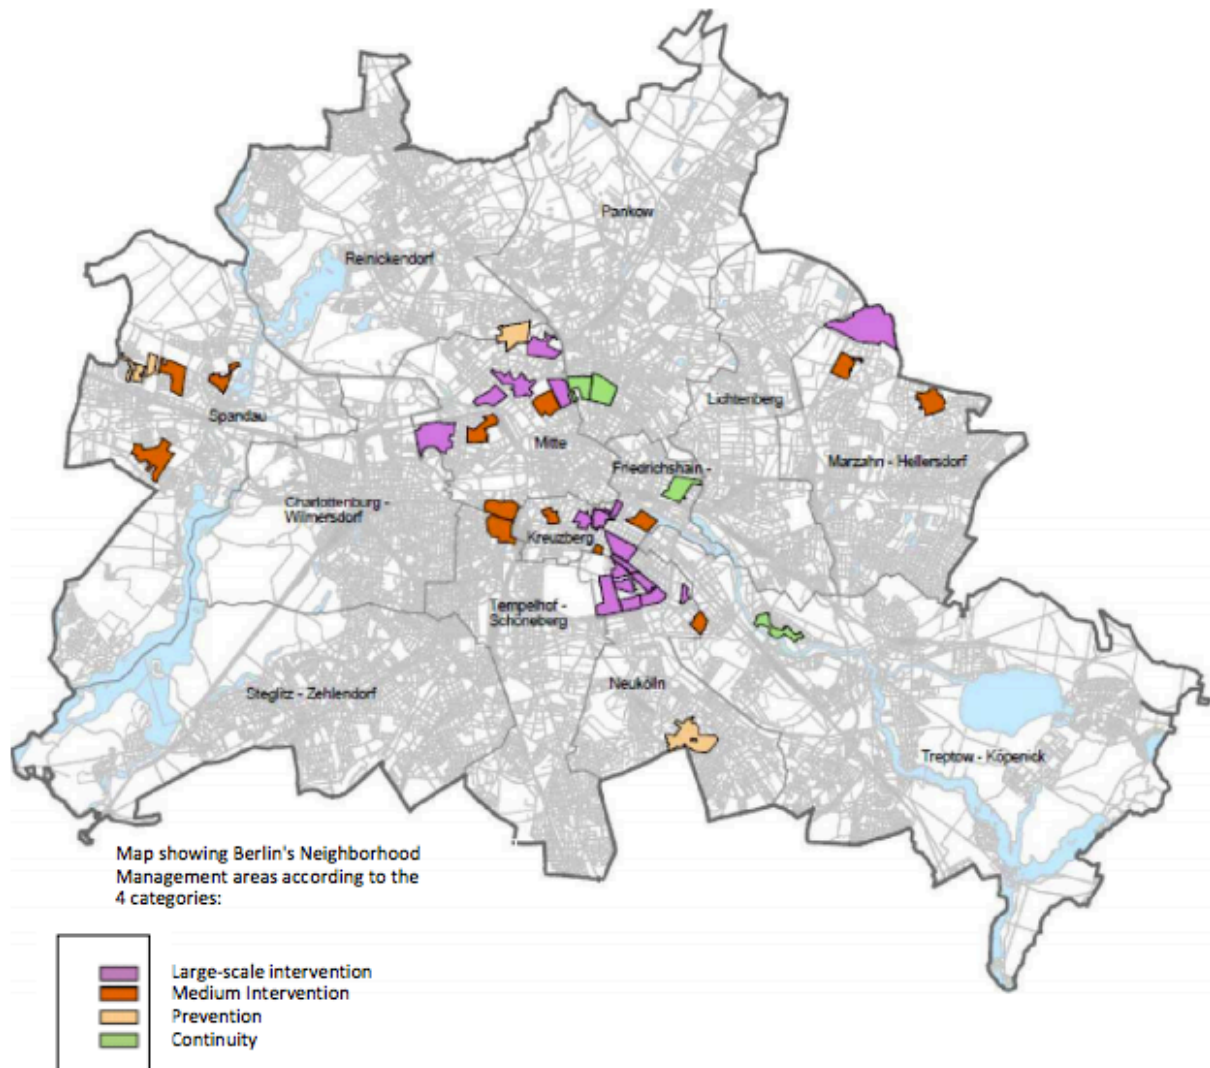 Pankow
Reinickendorf
Spandau
Lichtenberg
Mitte
Friedrichshain -
Marzahn - Hellersdorf
Charlottenburg -
Wilmersdorf
Kreuzberg
Tempelhof -
Schöneberg
Neukölln
Steglitz - Zehlendorf
Treptow - Köpenick
Map showing Berlin's Neighborhood
Management areas according to the
4 categories:
Large-scale intervention
Medium Intervention
Prevention
Continuity